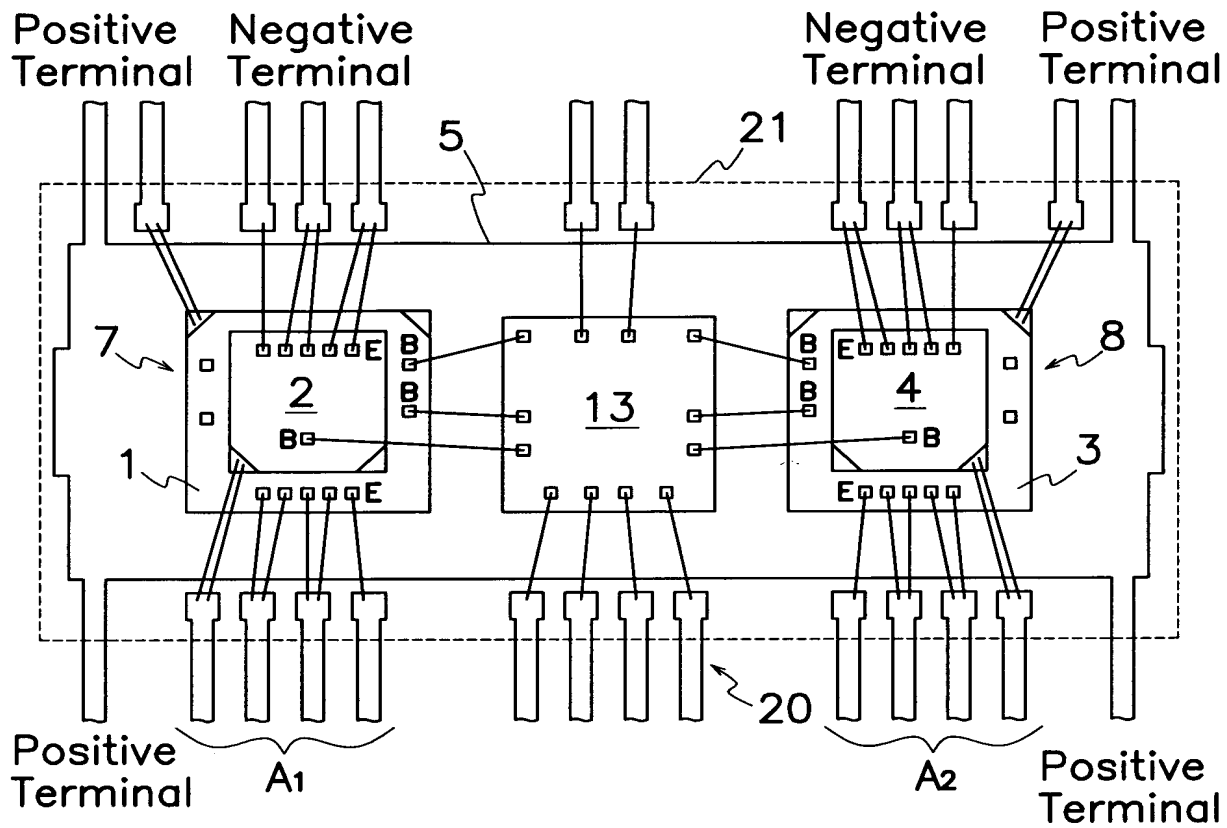 Positive
Terminal
Negative
Terminal
Negative
Terminal
Positive
Terminal
5
21
7
8
E
B
B
2
B
E
1
13
B
B
E
4
B
E
3
20
A1
A2
Positive
Terminal
Positive
Terminal